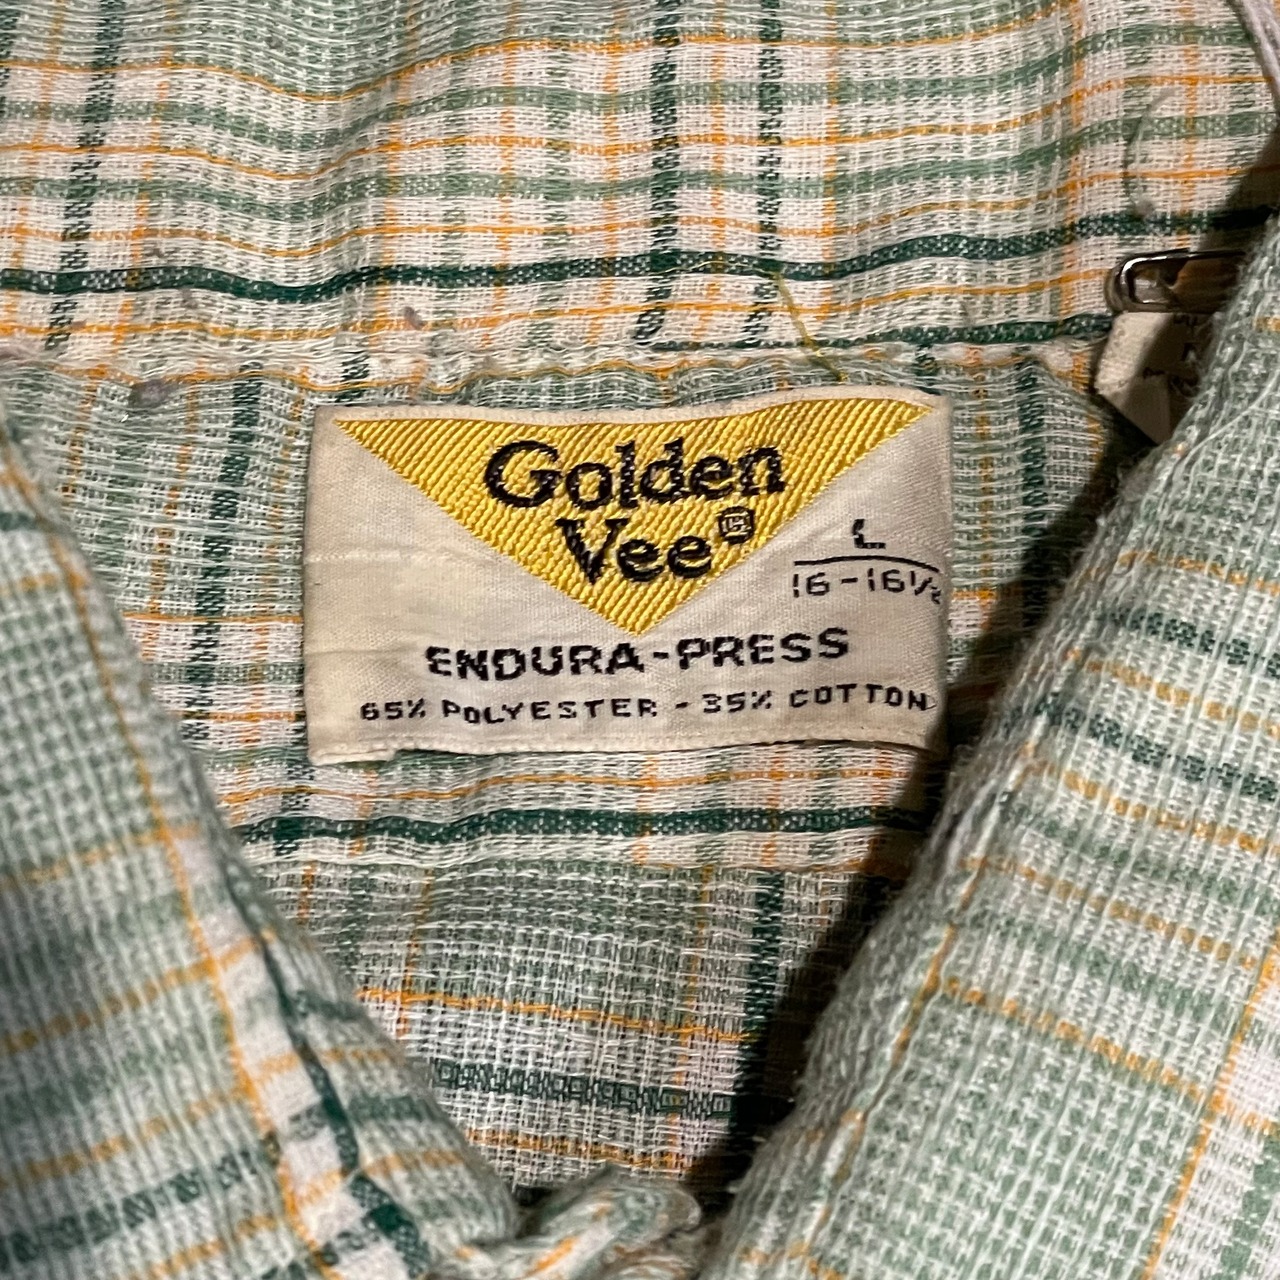 Golden
Vee®
L
16-16½
ENDURA-PRESS
65% POLYESTER - 35% COTTON